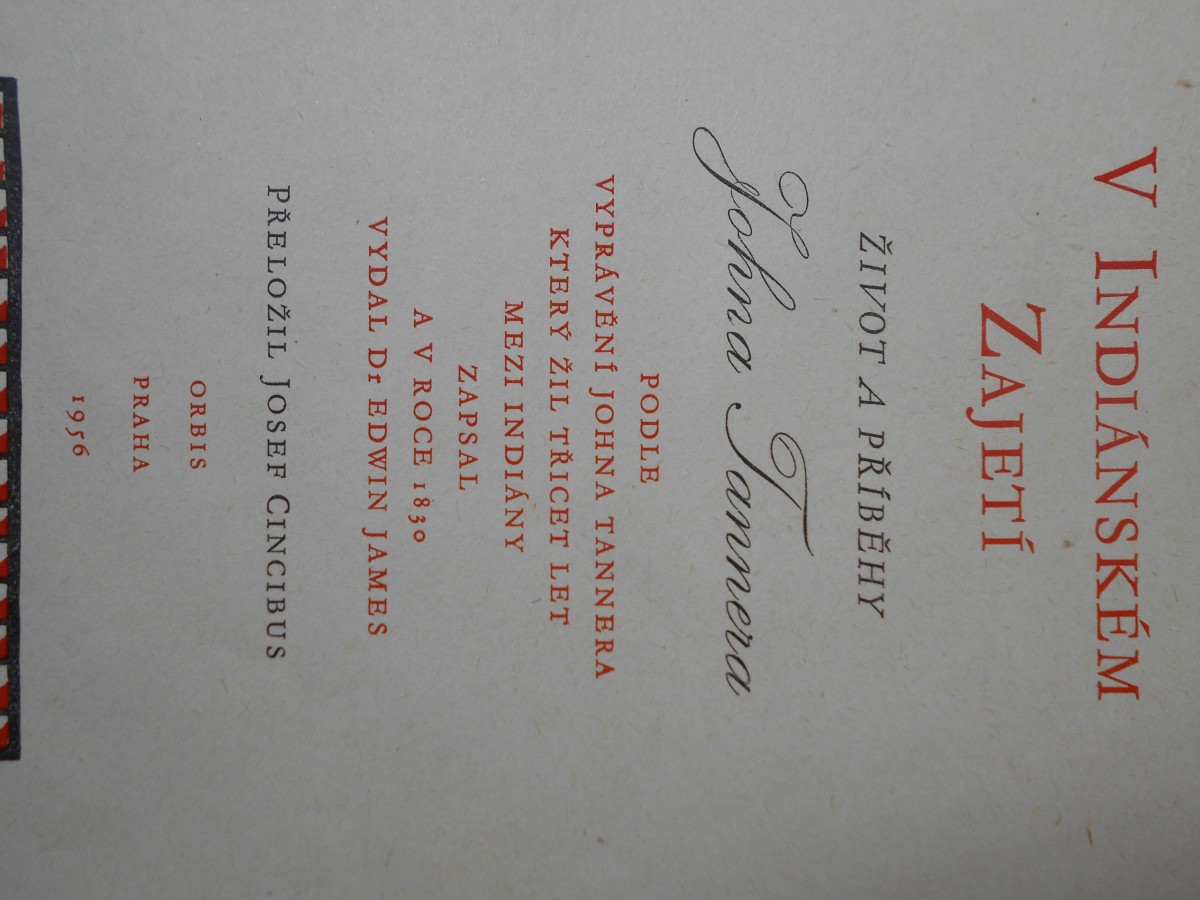 V INDIÁNSKÉM
ZAJETÍ
ŽIVOT A PŘÍBĚHY
Johna Tannera
PODLE
VYPRÁVĚNÍ JOHNA TANNERA
KTERÝ ŽIL TŘICET LET
MEZI INDIÁNY
ZAPSAL
A V ROCE 1830
VYDAL Dr EDWIN JAMES
PŘELOŽIL JOSEF CINCIBUS
ORBIS
PRAHA
1956